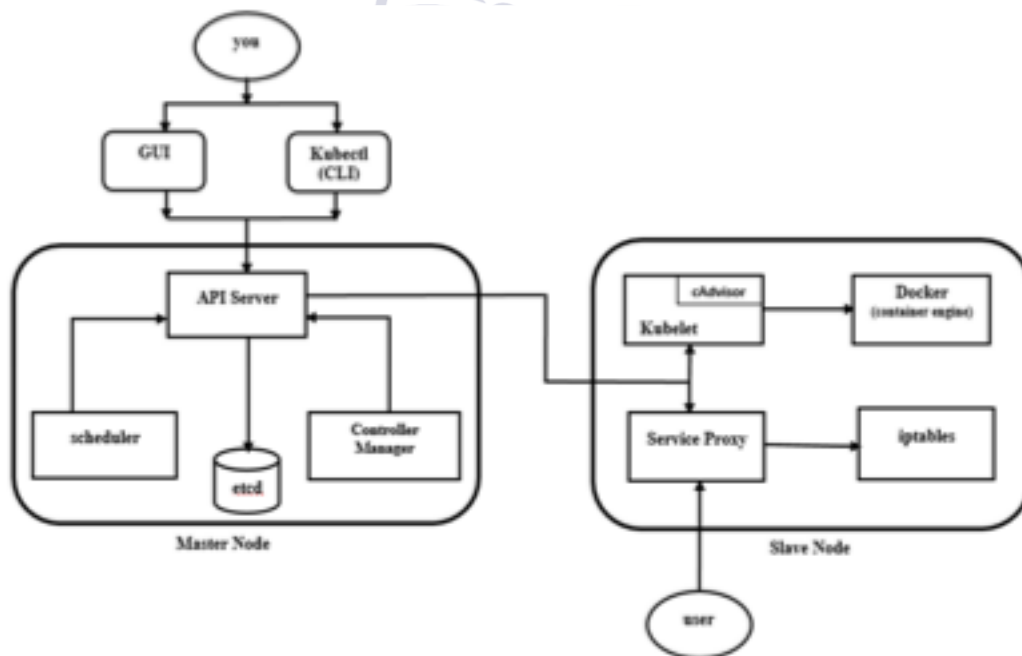 you
GUI
Kubectl
(CLI)
API Server
scheduler
Controller
Manager
etcd
Master Node
cAdvisor
Kubelet
Docker
(container engine)
Service Proxy
iptables
Slave Node
user